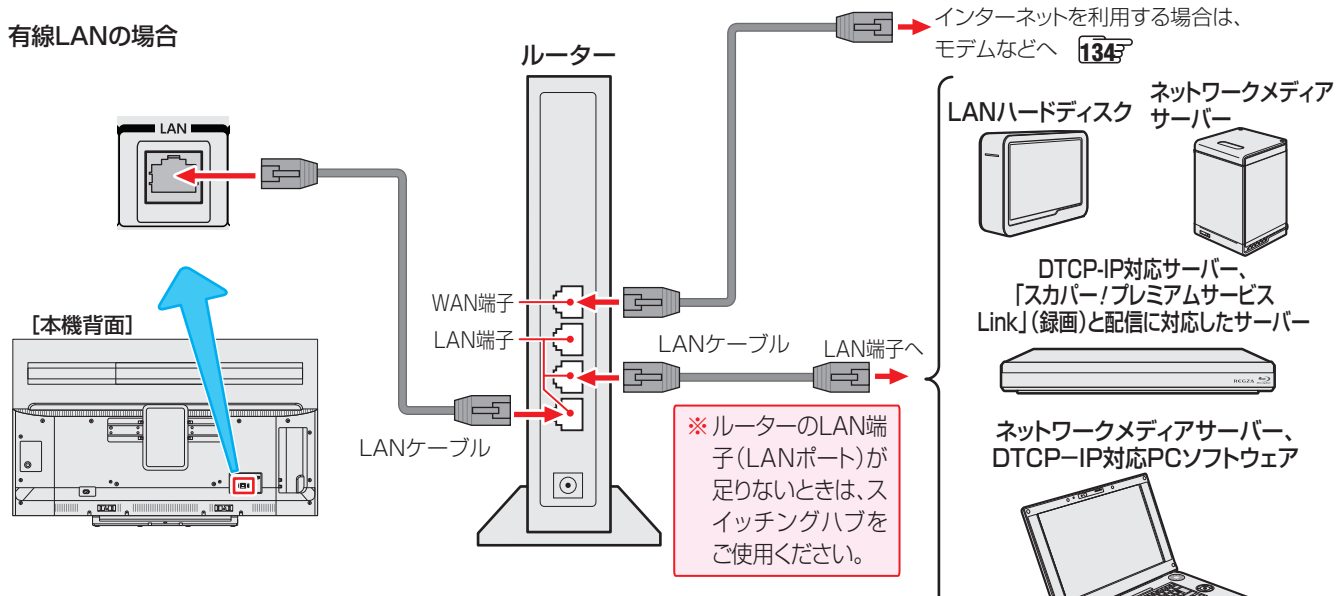 有線LANの場合
インターネットを利用する場合は、
モデムなどへ 134
ルーター
LAN
LANハードディスク
ネットワークメディア
サーバー
DTCP-IP対応サーバー、
「スカパー!プレミアムサービス
Link」(録画)と配信に対応したサーバー
WAN端子
LAN端子
LANケーブル
LAN端子へ
[本機背面]
LANケーブル
REGZA
※ルーターのLAN端
子(LANポート)が
足りないときは、ス
イッチングハブを
ご使用ください。
ネットワークメディアサーバー、
DTCP-IP対応PCソフトウェア